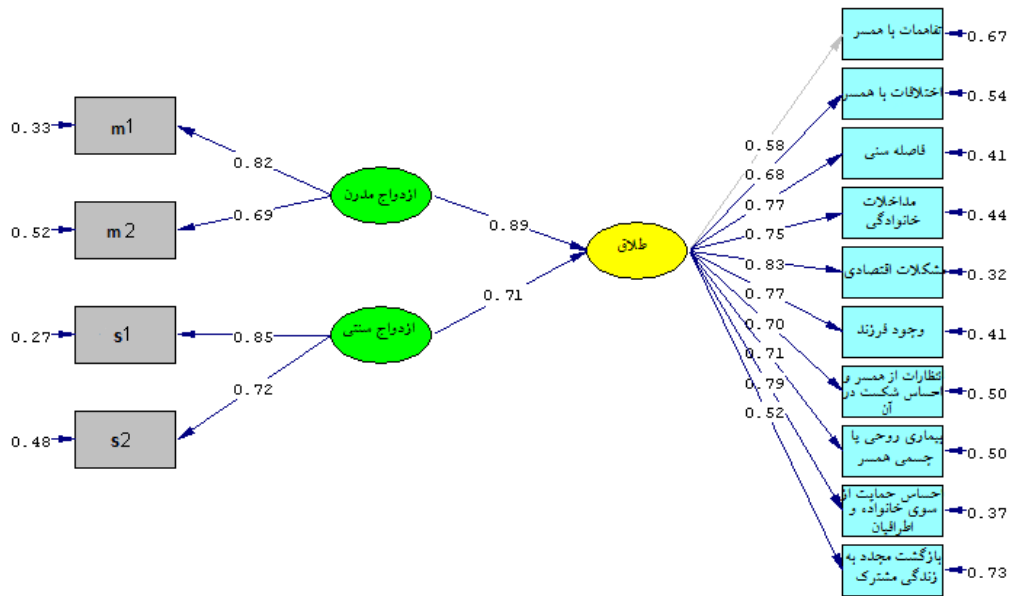 0.33
m1
0.52
m2
0.27
s1
0.48
s2
0.82
0.69
0.85
0.72
ازدواج مدرن
ازدواج سنتی
0.89
0.71
طلاق
0.58
0.68
0.77
0.75
0.83
0.77
0.70
0.71
0.79
0.52
تفاهمات با همسر
0.67
اختلافات با همسر
0.54
فاصله سنی
0.41
مداخلات
خانوادگی
0.44
مشکلات اقتصادی
0.32
وجود فرزند
0.41
نتظارات از همسر و
احساس شکست در
آن
0.50
بیماری روحی یا
جسمی همسر
0.50
حساس حمایت از
سوی خانواده و
اطرافیان
0.37
بازگشت مجدد به
زندگی مشترک
0.73